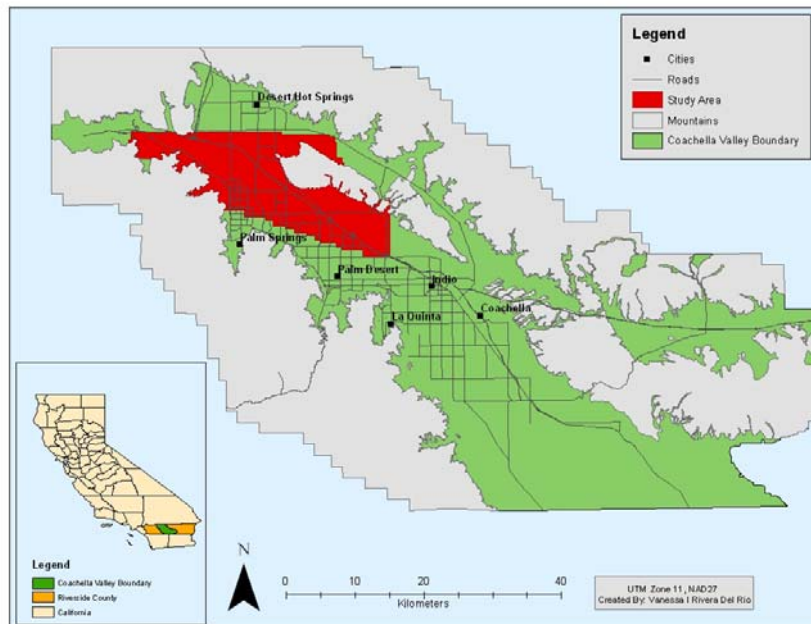 Legend
Cities
Roads
Study Area
Mountains
Coachella Valley Boundary
Desert Hot Springs
Palm Springs
Palm Desert
Indio
Coachella
La Quinta
Legend
Coachella Valley Boundary
Riverside County
California
N
0 10 20 40
Kilometers
UTM Zone 11, NAD27
Created By: Vanessa I Rivera Del Rio